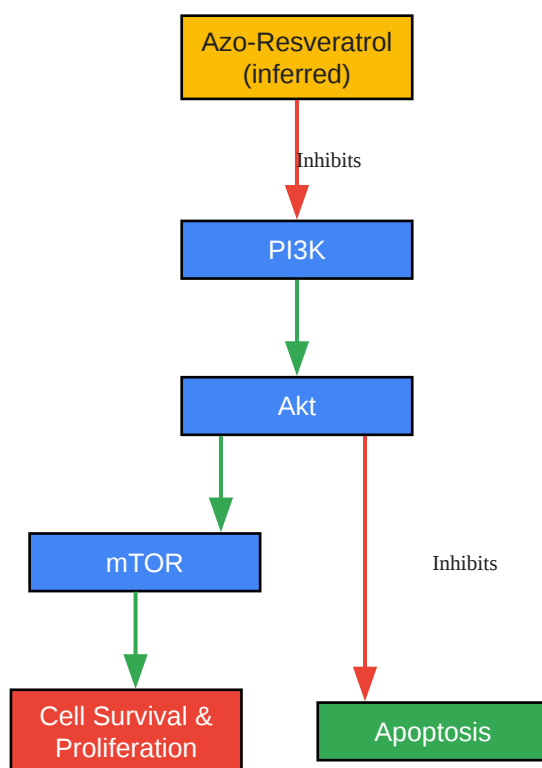 Azo-Resveratrol
(inferred)
Inhibits
PI3K
Akt
mTOR
Inhibits
Cell Survival &
Proliferation
Apoptosis